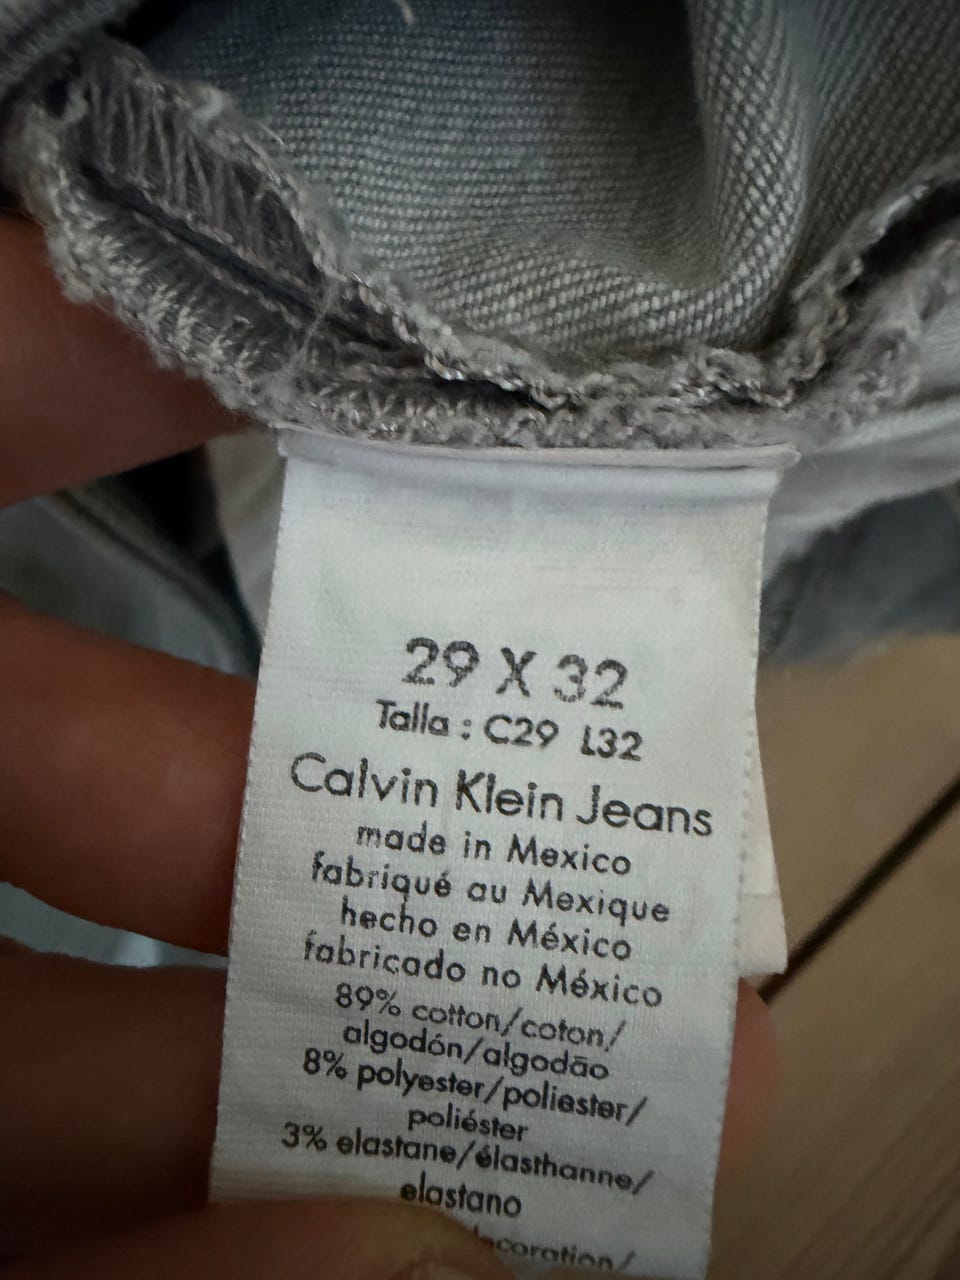 29 X 32
Talla : C29 L32
Calvin Klein Jeans
made in Mexico
fabriqué au Mexique
hecho en México
fabricado no México
89% cotton/coton/
algodón/algodão
8% polyester/poliester/
poliéster
3% elastane/élasthanne/
elastano